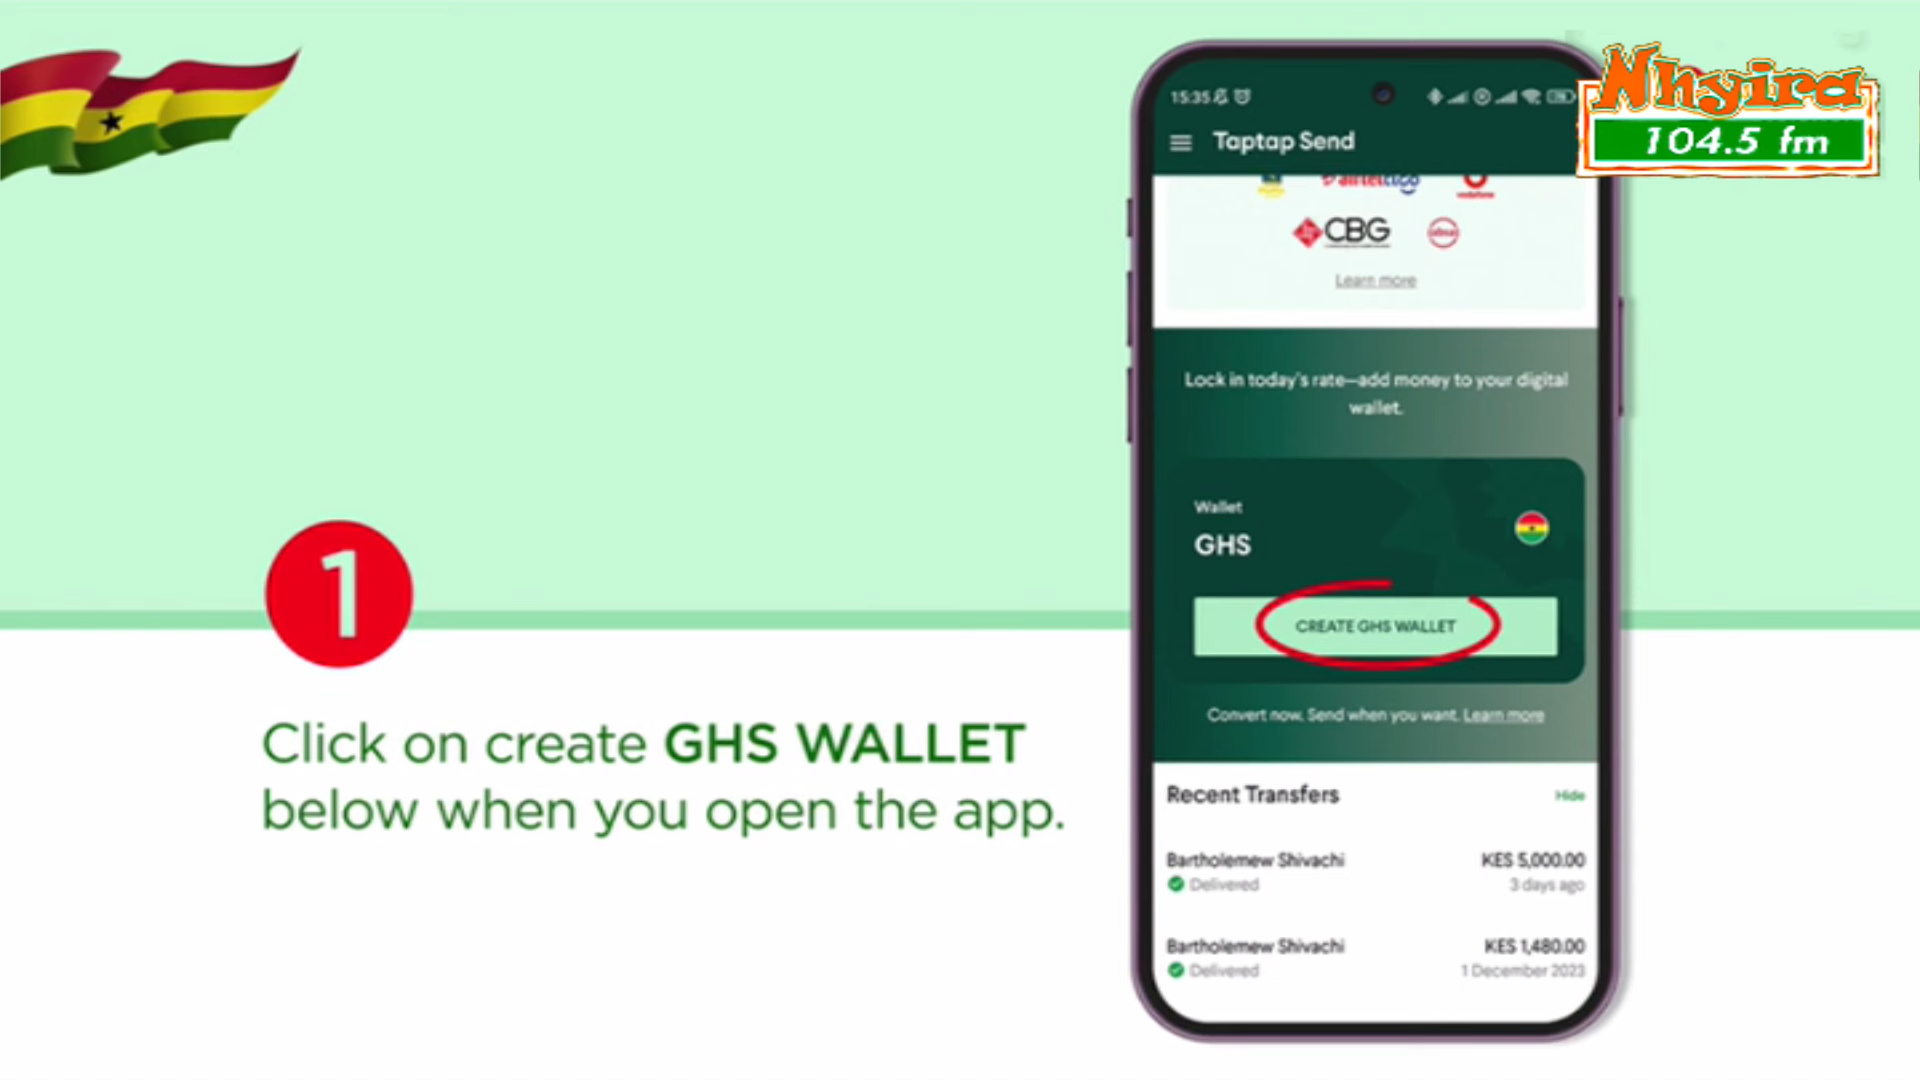 Nhyira
104.5 fm
15:35
Taptap Send
airteltigo
vodafone
CBG
absa
Learn more
Lock in today's rate—add money to your digital
wallet.
Wallet
GHS
CREATE GHS WALLET
Convert now. Send when you want. Learn more
Recent Transfers
Hide
Bartholemew Shivachi
KES 5,000.00
Delivered
3 days ago
Bartholemew Shivachi
KES 1,480.00
Delivered
1 December 2023
1
Click on create GHS WALLET
below when you open the app.